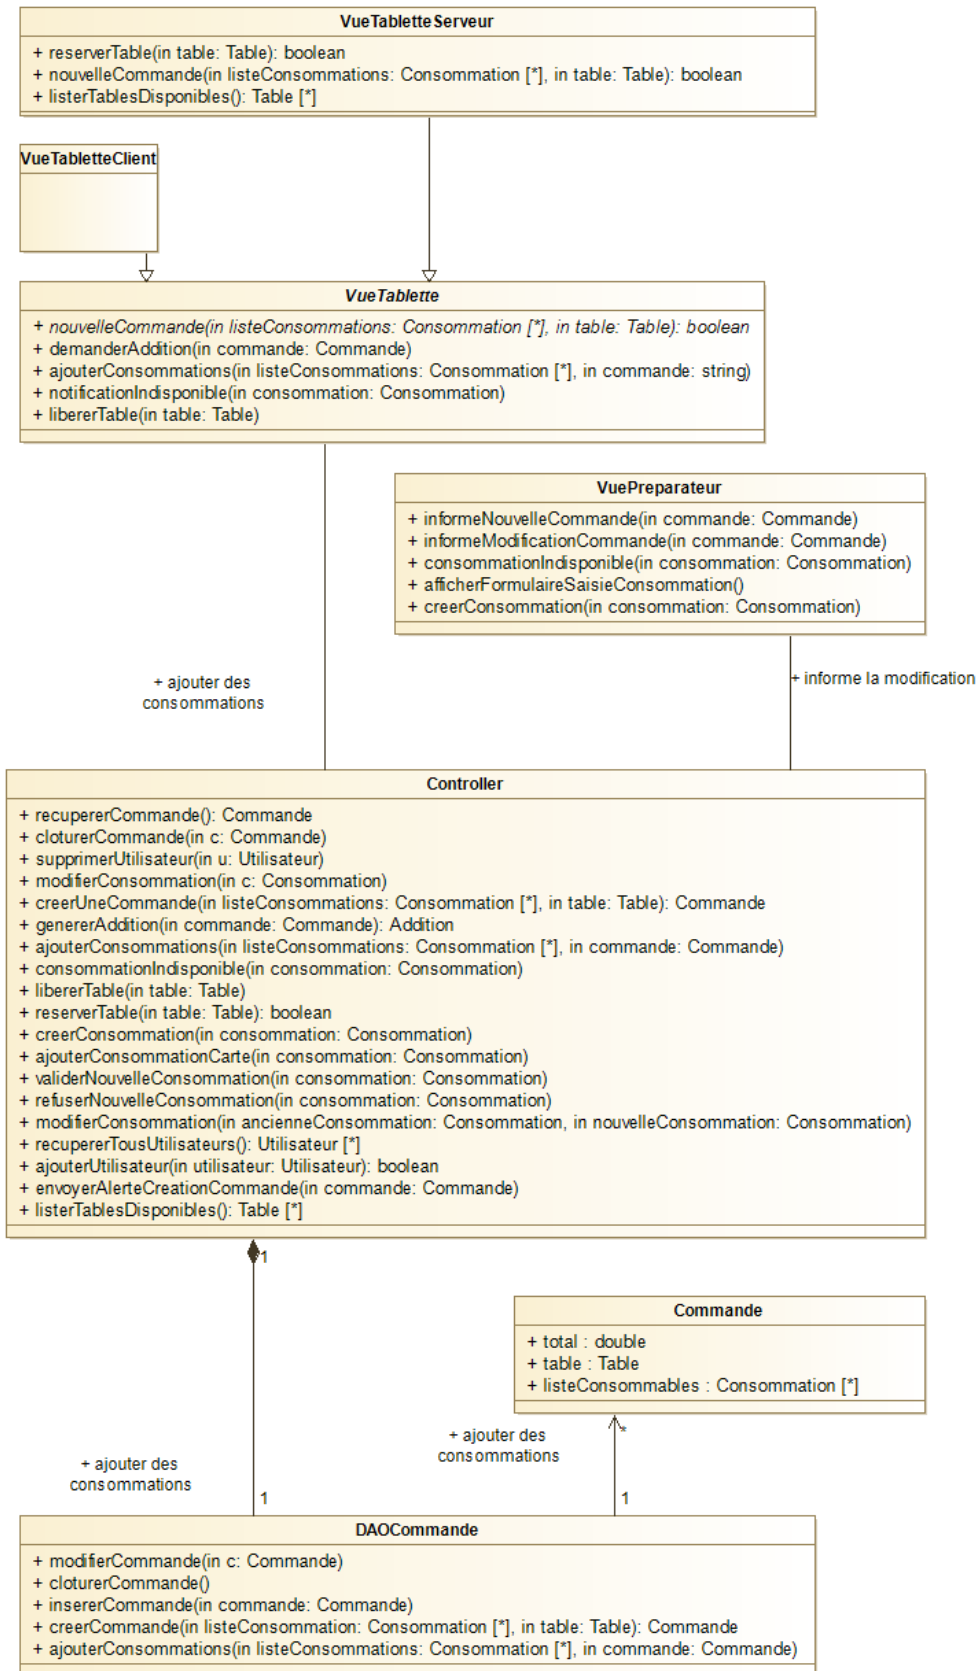 VueTabletteServeur
+ reserverTable(in table: Table): boolean
+ nouvelleCommande(in listeConsommations: Consommation [*], in table: Table): boolean
+ listerTablesDisponibles(): Table [*]
VueTabletteClient
VueTablette
+ nouvelleCommande(in listeConsommations: Consommation [*], in table: Table): boolean
+ demanderAddition(in commande: Commande)
+ ajouterConsommations(in listeConsommations: Consommation [*], in commande: string)
+ notificationIndisponible(in consommation: Consommation)
+ libererTable(in table: Table)
VuePreparateur
+ informeNouvelleCommande(in commande: Commande)
+ informeModificationCommande(in commande: Commande)
+ consommationIndisponible(in consommation: Consommation)
+ afficherFormulaireSaisieConsommation()
+ creerConsommation(in consommation: Consommation)
+ ajouter des
consommations
+ informe la modification
Controller
+ recupererCommande(): Commande
+ cloturerCommande(in c: Commande)
+ supprimerUtilisateur(in u: Utilisateur)
+ modifierConsommation(in c: Consommation)
+ creerUneCommande(in listeConsommations: Consommation [*], in table: Table): Commande
+ genererAddition(in commande: Commande): Addition
+ ajouterConsommations(in listeConsommations: Consommation [*], in commande: Commande)
+ consommationIndisponible(in consommation: Consommation)
+ libererTable(in table: Table)
+ reserverTable(in table: Table): boolean
+ creerConsommation(in consommation: Consommation)
+ ajouterConsommationCarte(in consommation: Consommation)
+ validerNouvelleConsommation(in consommation: Consommation)
+ refuserNouvelleConsommation(in consommation: Consommation)
+ modifierConsommation(in ancienneConsommation: Consommation, in nouvelleConsommation: Consommation)
+ recupererTousUtilisateurs(): Utilisateur [*]
+ ajouterUtilisateur(in utilisateur: Utilisateur): boolean
+ envoyerAlerteCreationCommande(in commande: Commande)
+ listerTablesDisponibles(): Table [*]
1
Commande
+ total : double
+ table : Table
+ listeConsommables : Consommation [*]
*
+ ajouter des
consommations
+ ajouter des
consommations
1
1
DAOCommande
+ modifierCommande(in c: Commande)
+ cloturerCommande()
+ insererCommande(in commande: Commande)
+ creerCommande(in listeConsommation: Consommation [*], in table: Table): Commande
+ ajouterConsommations(in listeConsommations: Consommation [*], in commande: Commande)